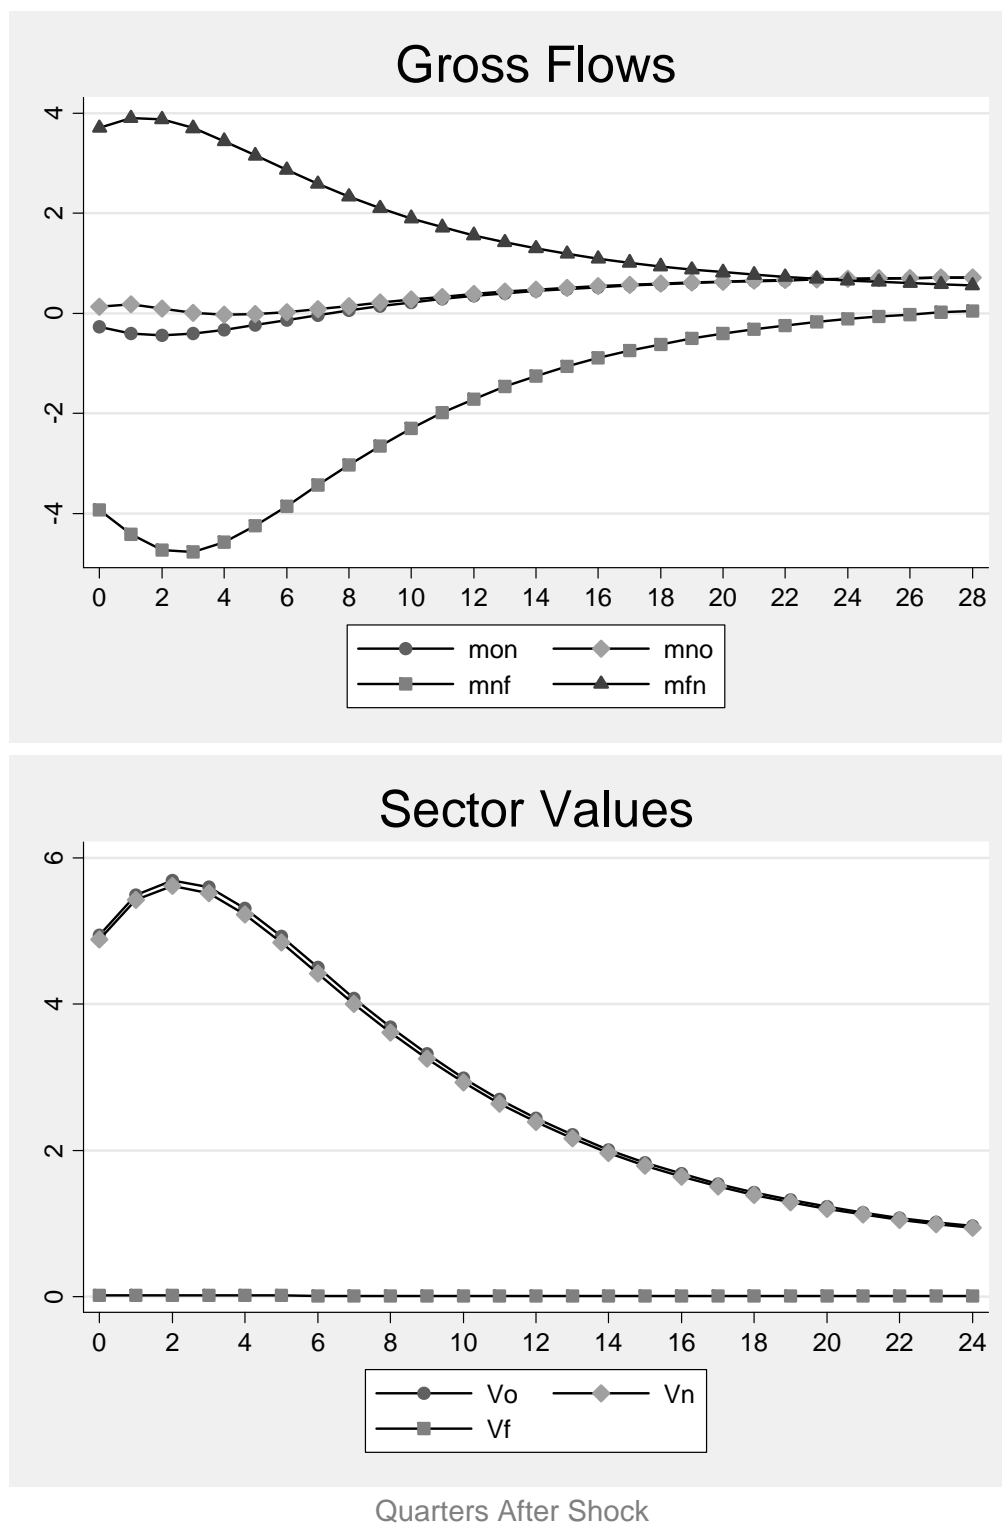 Gross Flows
4
2
0
-2
-4
0 2 4 6 8 10 12 14 16 18 20 22 24 26 28
mon mno
mnf mfn
Sector Values
6
4
2
0
0 2 4 6 8 10 12 14 16 18 20 22 24
Vo Vn
Vf
Quarters After Shock